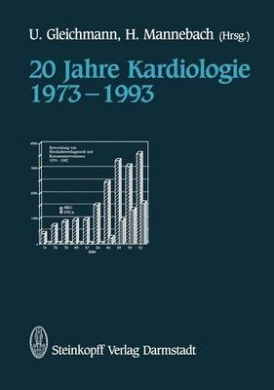 U. Gleichmann, H. Mannebach (Hrsg.)
20 Jahre Kardiologie
1973 – 1993
Steinkopff Verlag Darmstadt